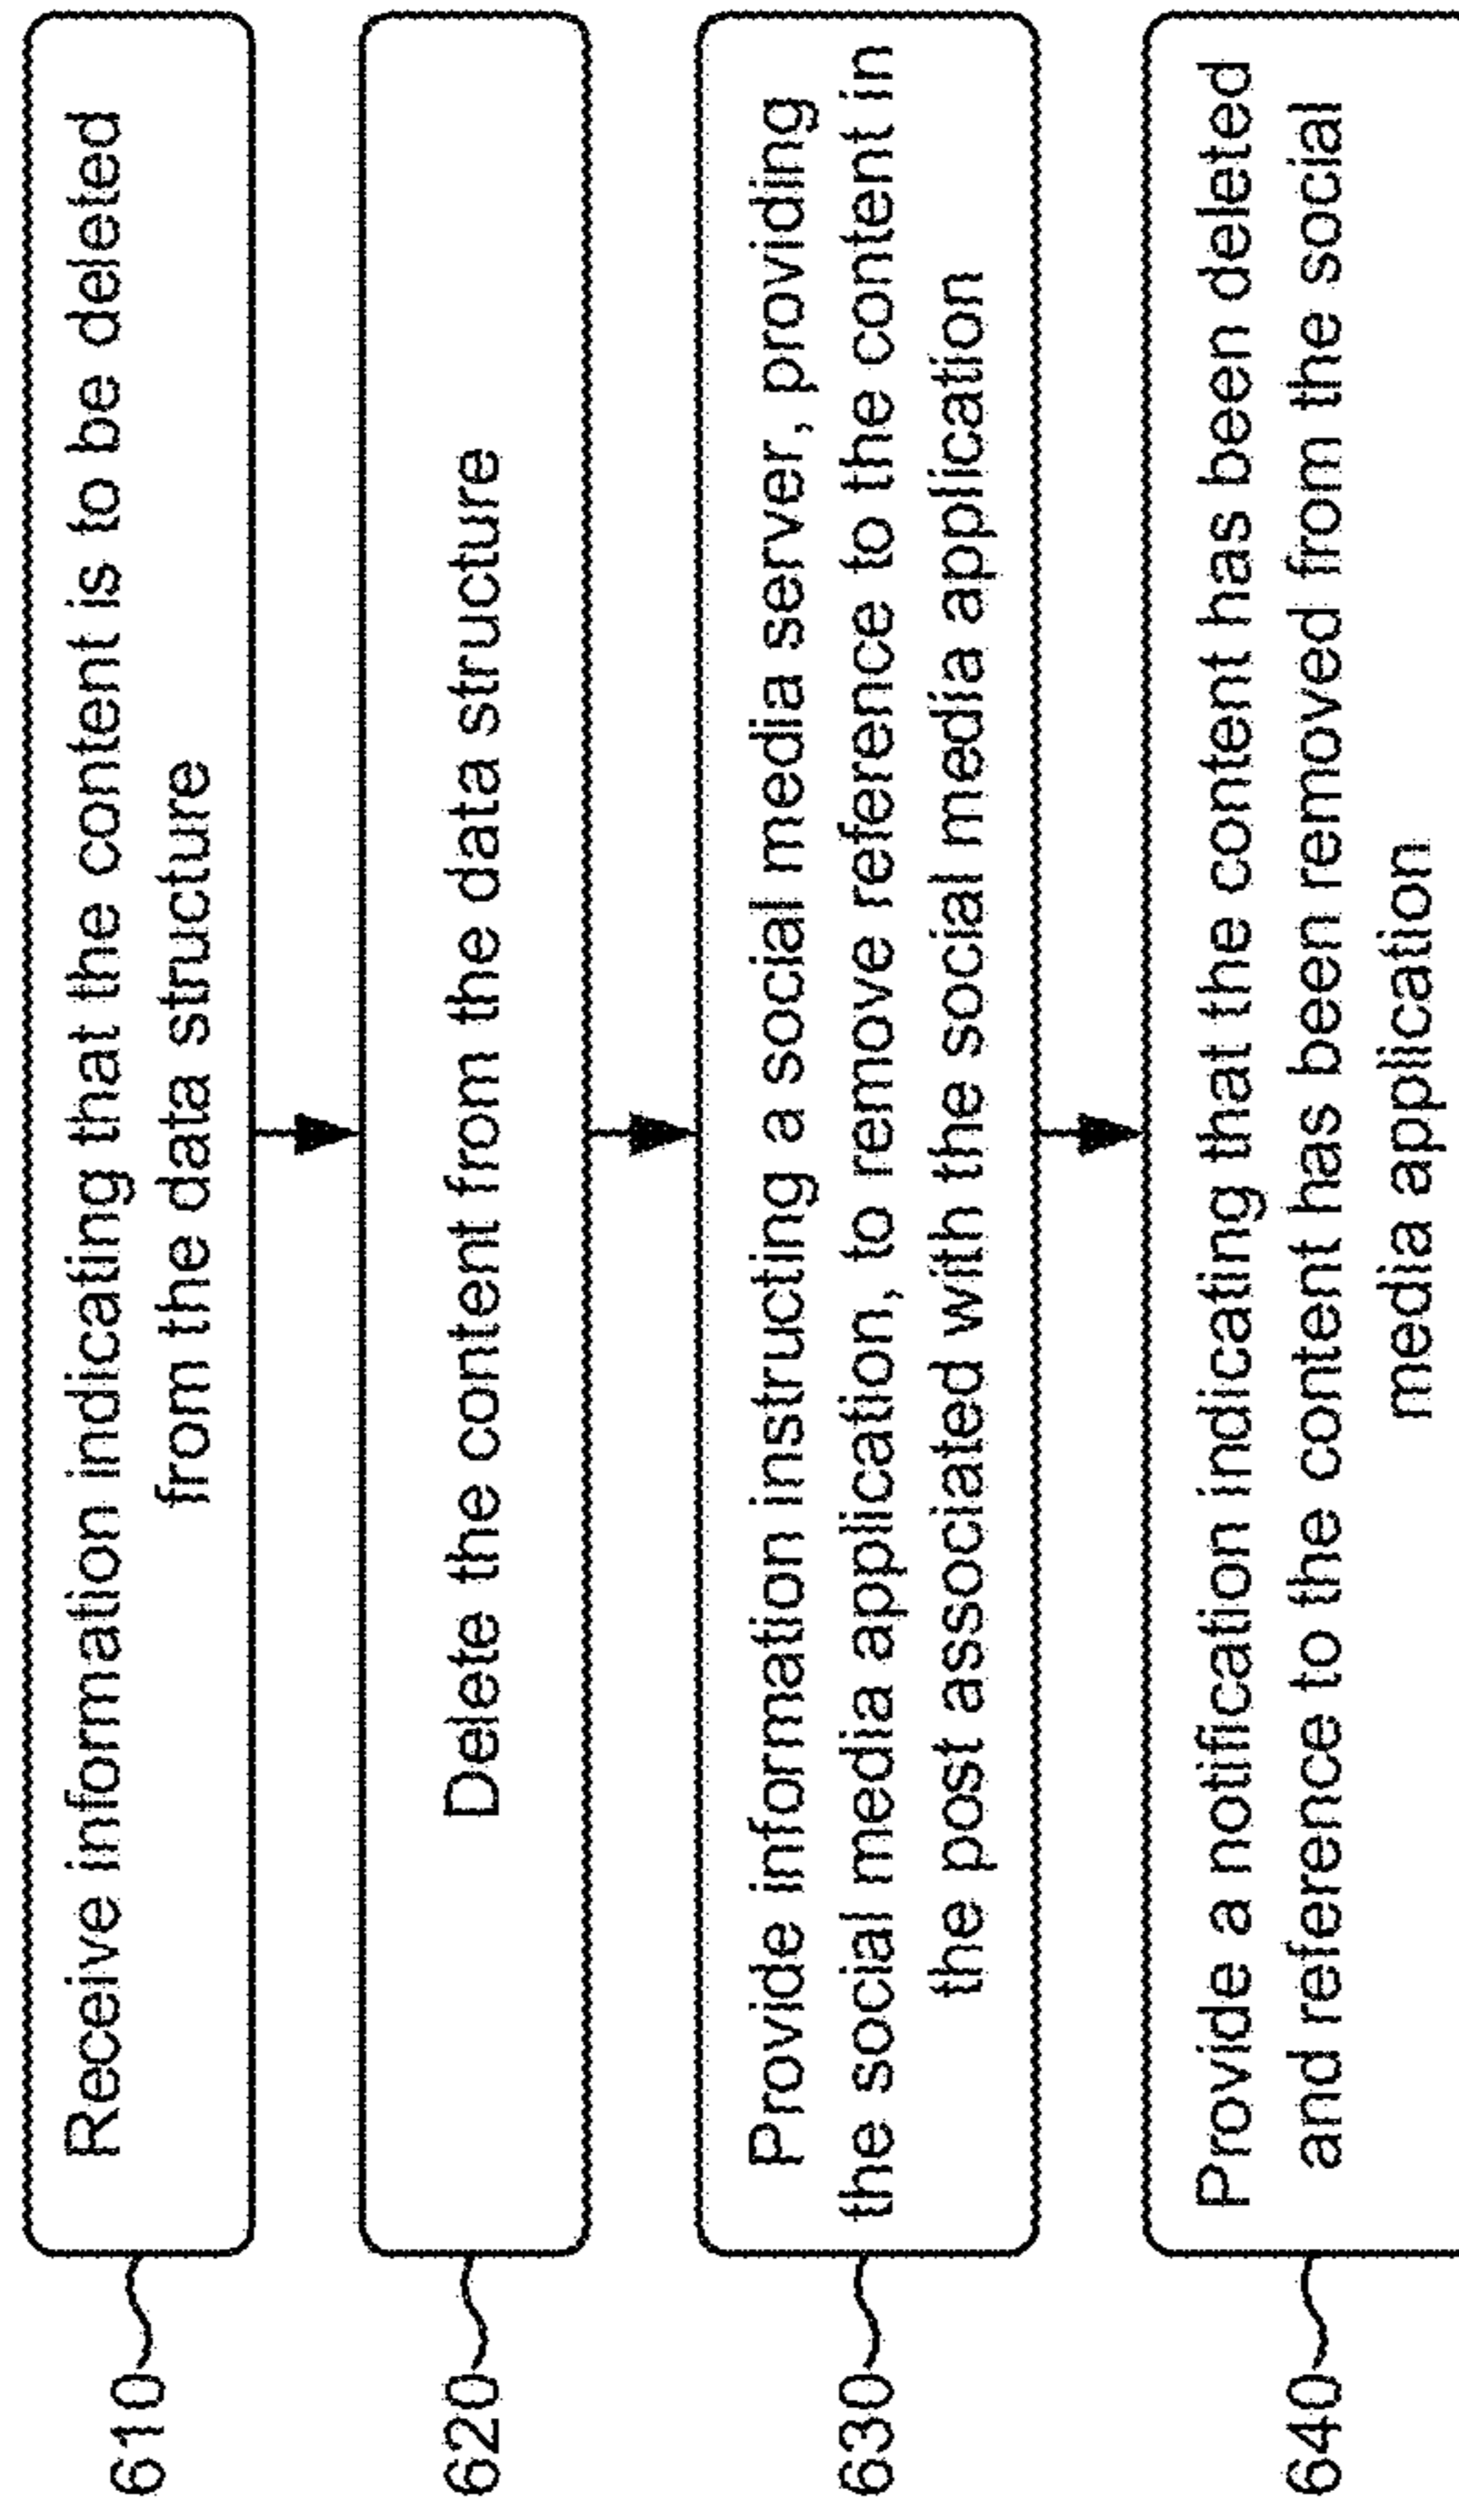 610
Receive information indicating that the content is to be deleted
from the data structure
620
Delete the content from the data structure
630
Provide information instructing a social media server, providing
the social media application, to remove reference to the content in
the post associated with the social media application
640
Provide a notification indicating that the content has been deleted
and reference to the content has been removed from the social
media application